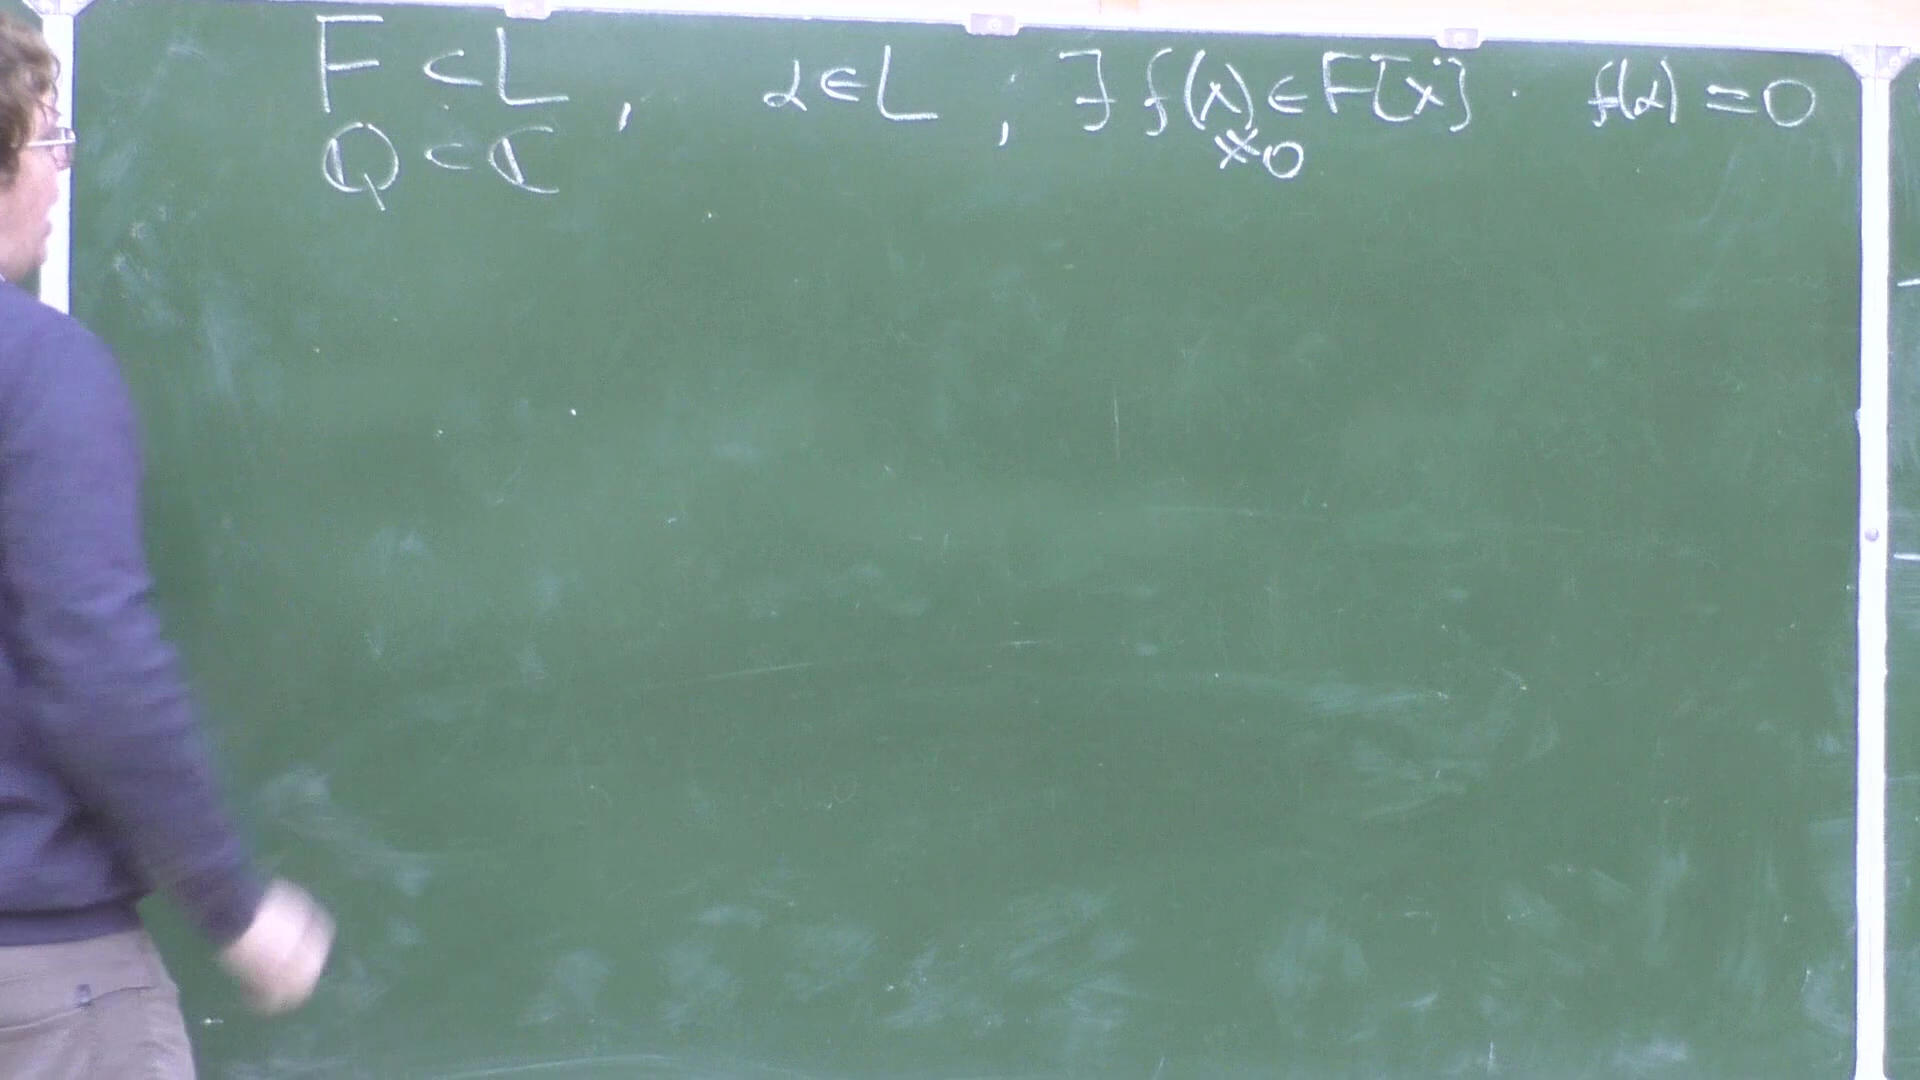 F ⊂ L, α ∈ L; ∃ f(x) ∈ F[x]. f(α) = 0
Q ⊂ C ≠ 0